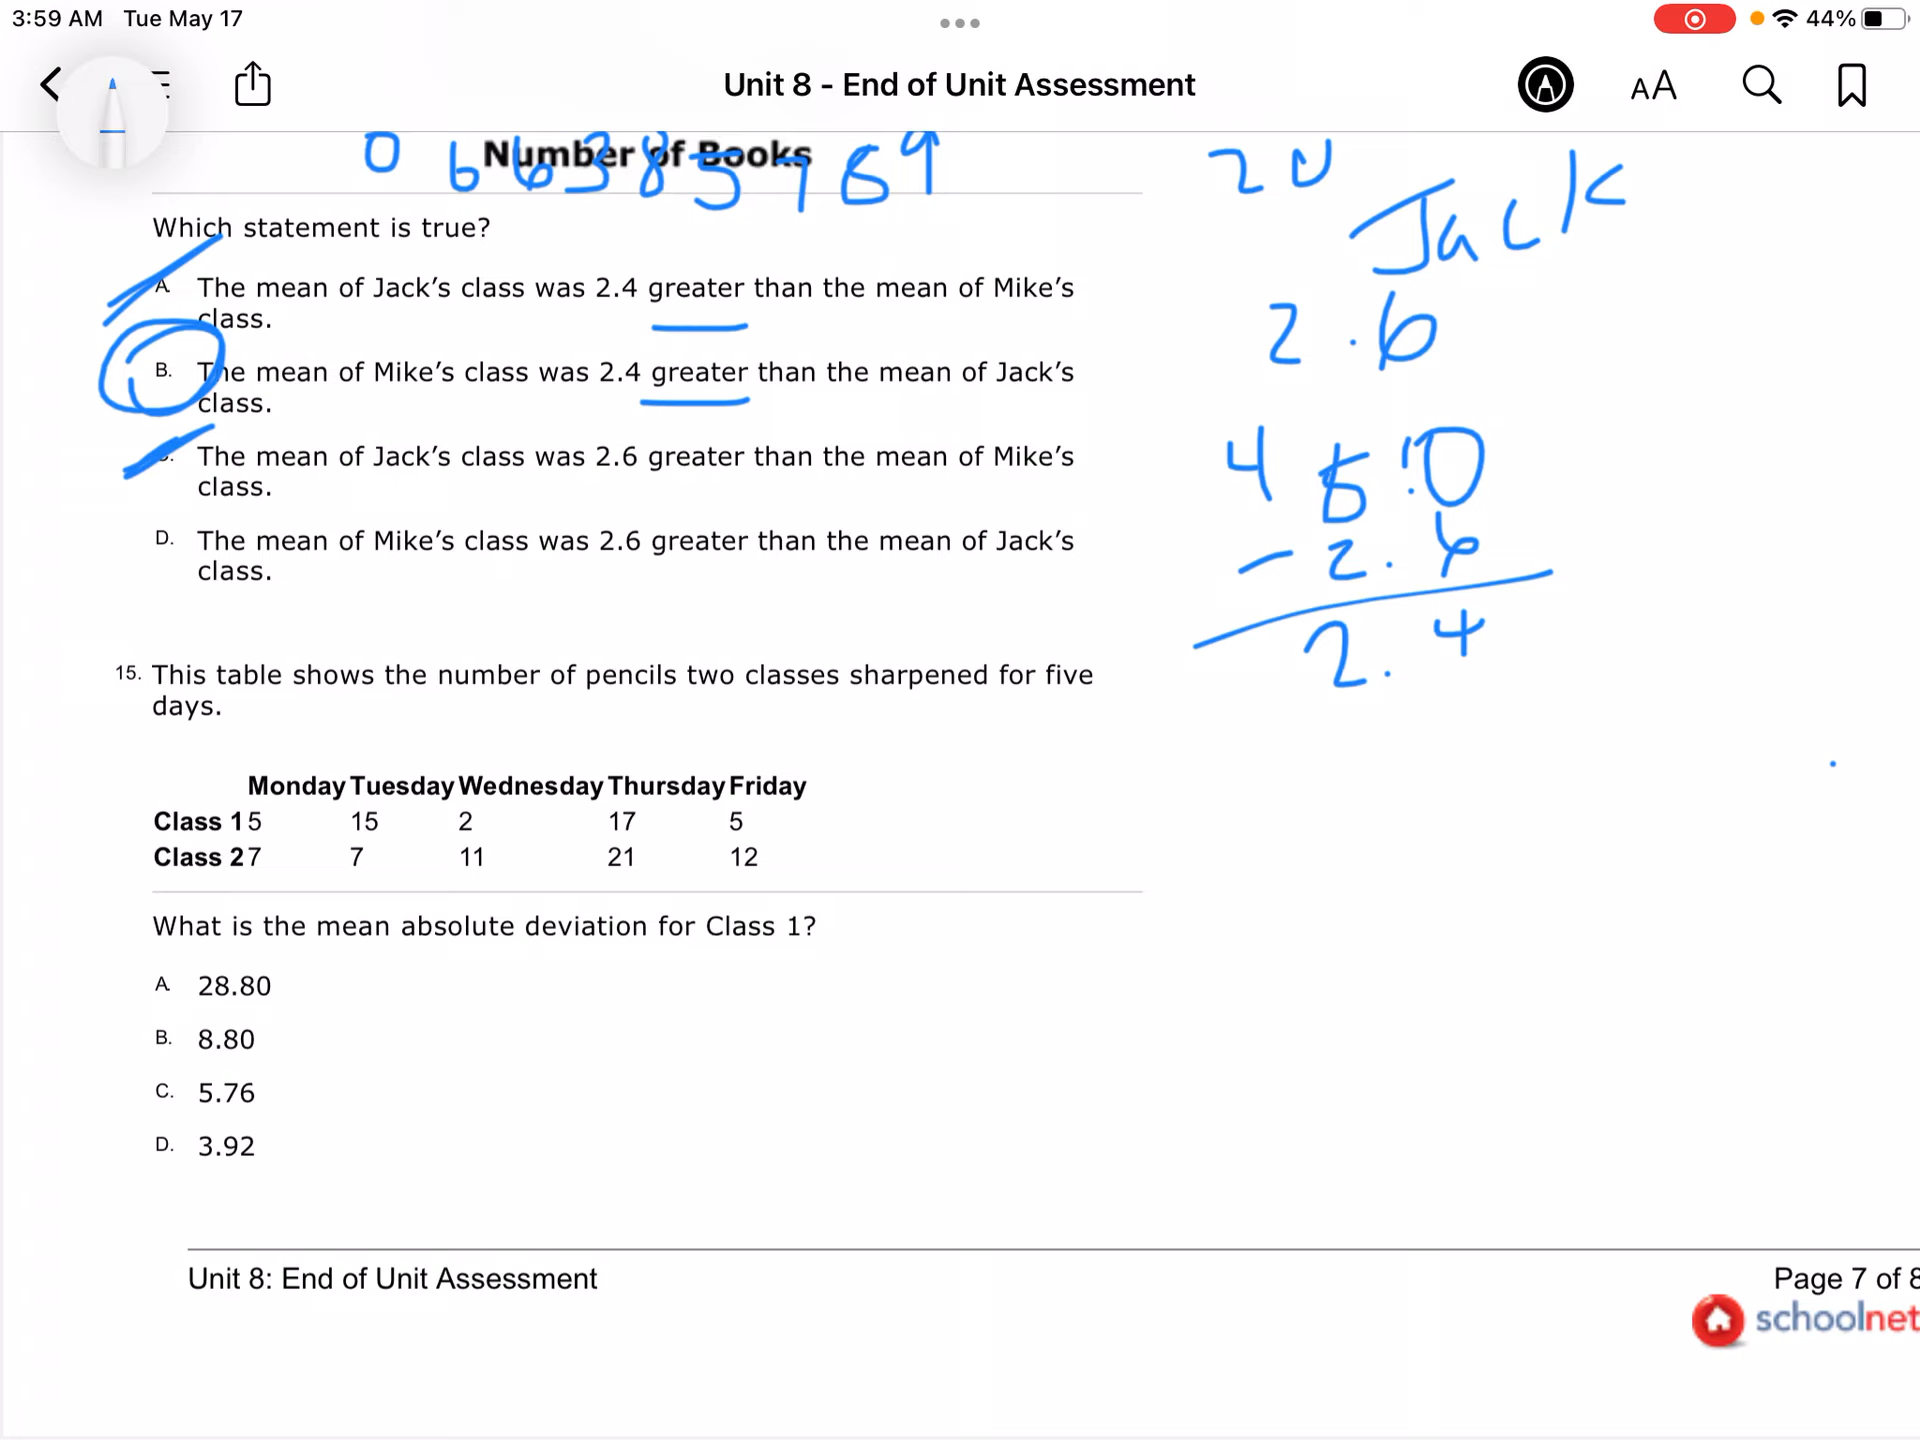 3:59 AM Tue May 17
44%
Unit 8 - End of Unit Assessment
AA
Number of Books
0 6 6 3 8 5 7 8 9
20
Jack
Which statement is true?
A. The mean of Jack’s class was 2.4 greater than the mean of Mike’s
class.
2.6
B. The mean of Mike’s class was 2.4 greater than the mean of Jack’s
class.
The mean of Jack’s class was 2.6 greater than the mean of Mike’s
class.
4 5.10
D. The mean of Mike’s class was 2.6 greater than the mean of Jack’s
class.
- 2.6
2.4
15. This table shows the number of pencils two classes sharpened for five
days.
Monday Tuesday Wednesday Thursday Friday
Class 1 5 15 2 17 5
Class 2 7 7 11 21 12
What is the mean absolute deviation for Class 1?
A. 28.80
B. 8.80
C. 5.76
D. 3.92
Unit 8: End of Unit Assessment
Page 7 of 8
schoolnet